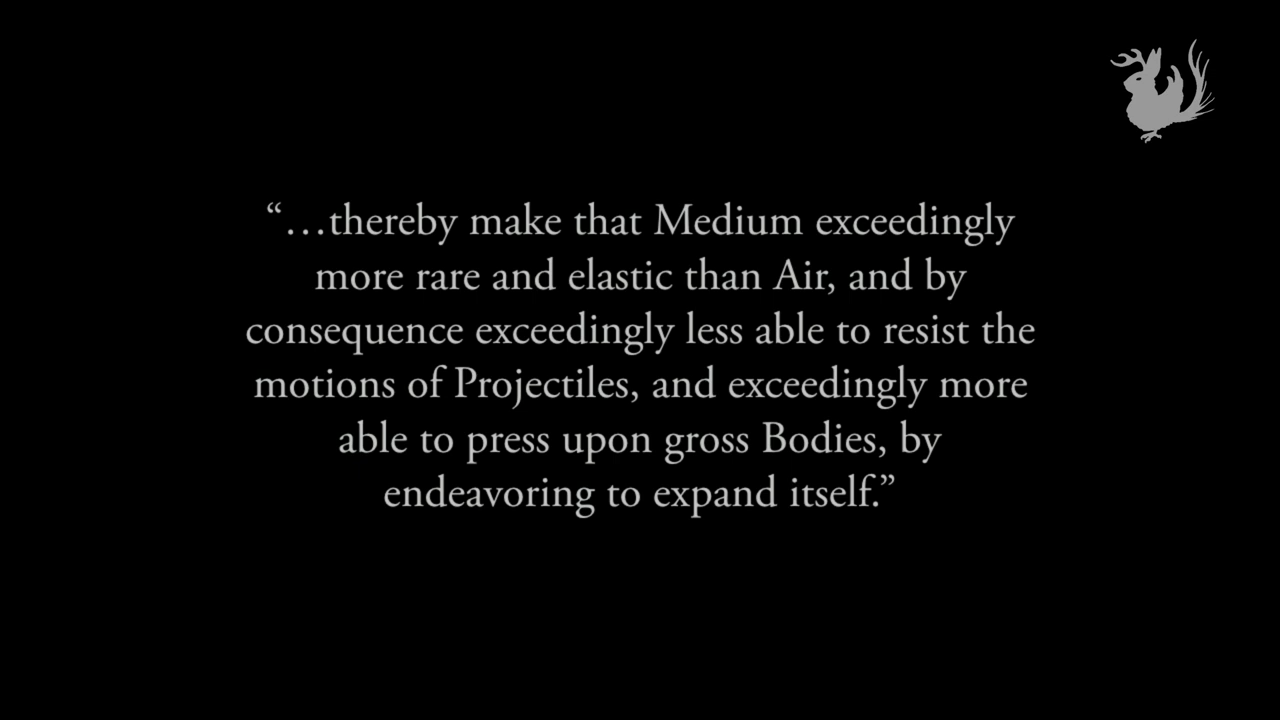 “…thereby make that Medium exceedingly
more rare and elastic than Air, and by
consequence exceedingly less able to resist the
motions of Projectiles, and exceedingly more
able to press upon gross Bodies, by
endeavoring to expand itself.”